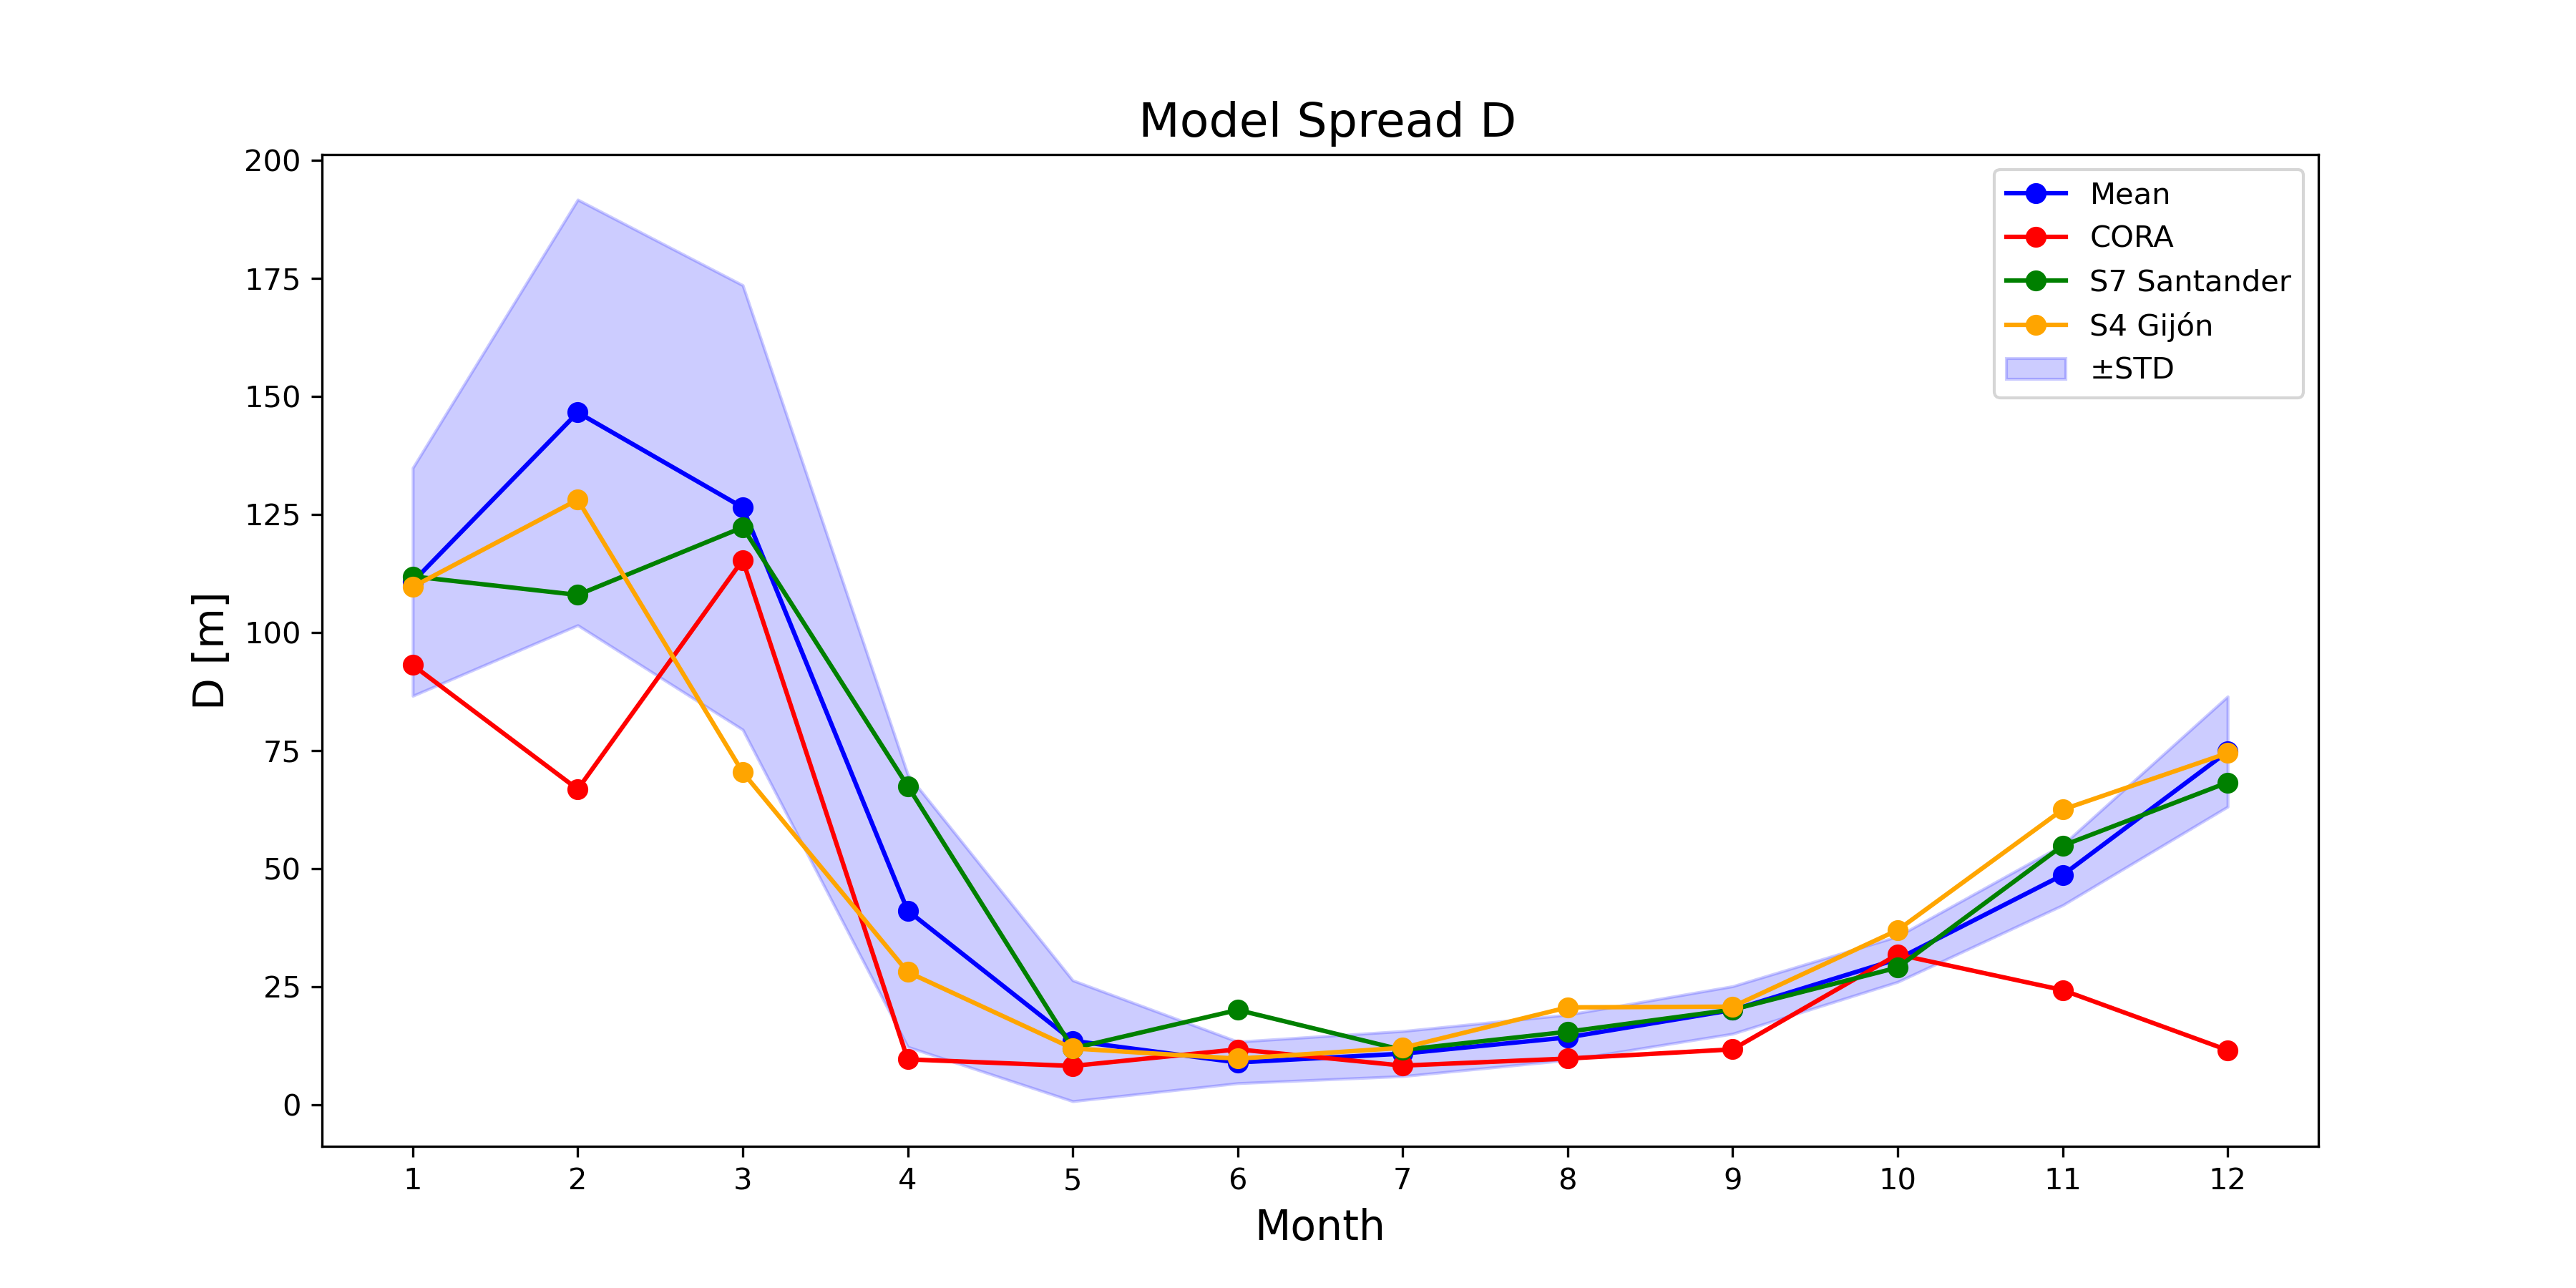 Model Spread D
200
175
150
125
100
75
50
25
0
D [m]
Mean
CORA
S7 Santander
S4 Gijón
±STD
1 2 3 4 5 6 7 8 9 10 11 12
Month